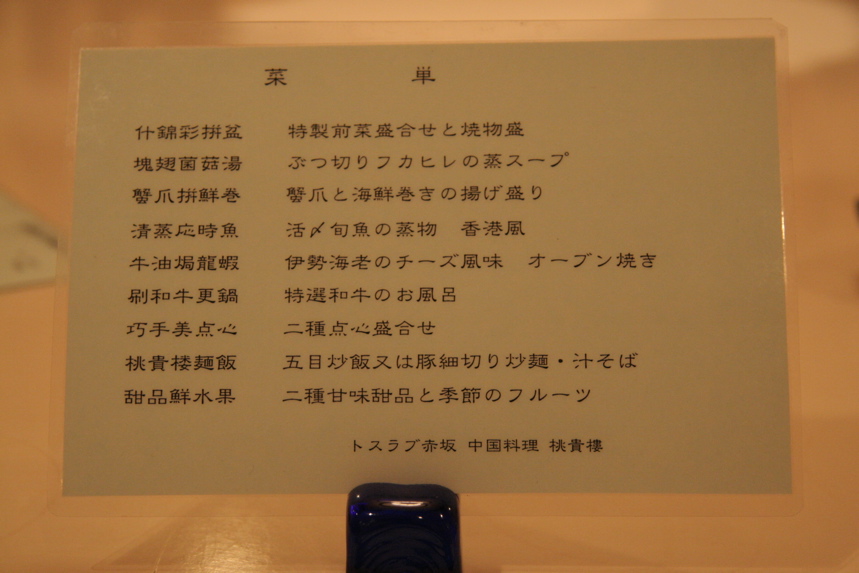 菜 単
什錦彩拼盆 特製前菜盛合せと焼物盛
塊翅菌菇湯 ぶつ切りフカヒレの蒸スープ
蟹爪拼鮮巻 蟹爪と海鮮巻きの揚げ盛り
清蒸応時魚 活〆旬魚の蒸物 香港風
牛油焗龍蝦 伊勢海老のチーズ風味 オーブン焼き
刷和牛更鍋 特選和牛のお風呂
巧手美点心 二種点心盛合せ
桃貴楼麺飯 五目炒飯又は豚細切り炒麺・汁そば
甜品鮮水果 二種甘味甜品と季節のフルーツ
トスラブ赤坂 中国料理 桃貴樓